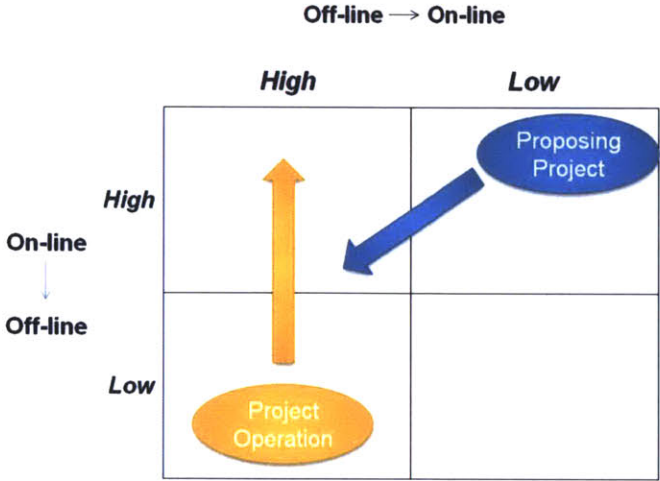 Off-line → On-line
High Low
Proposing
Project
High
On-line
↓
Off-line
Low
Project
Operation